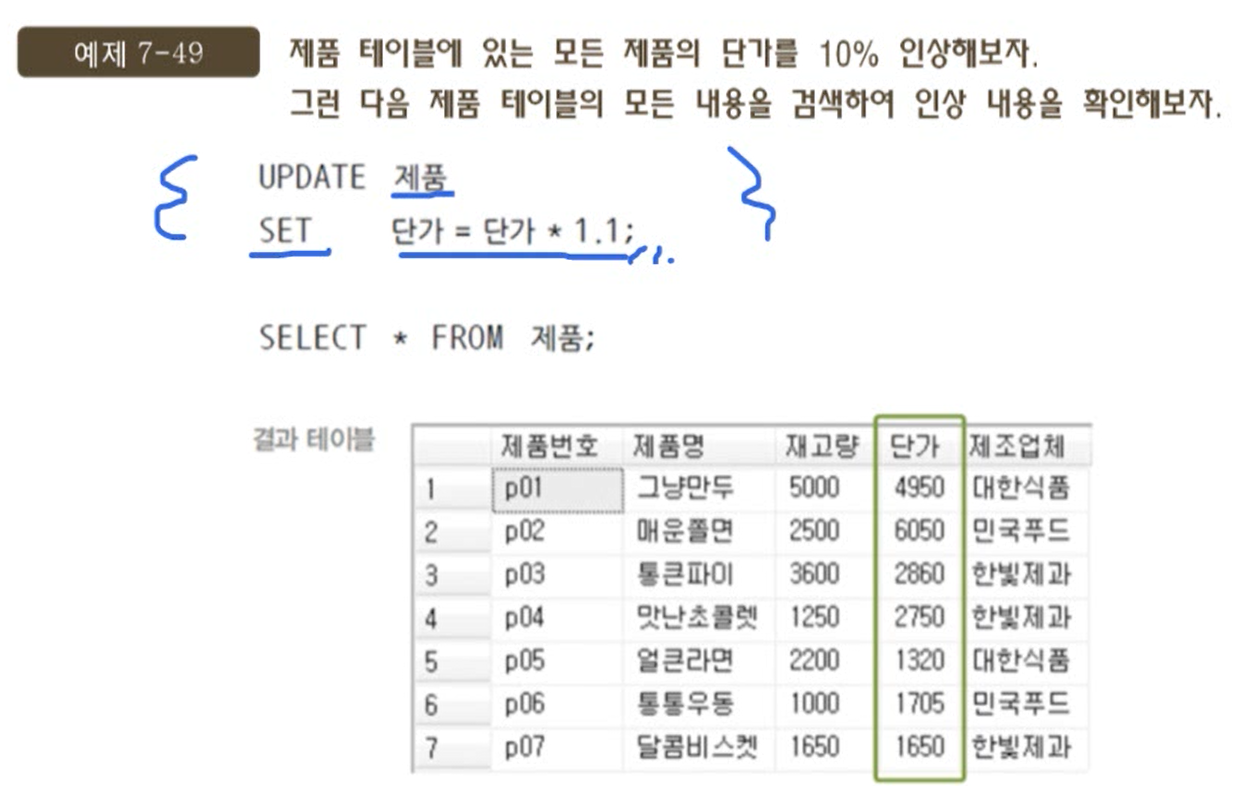 예제 7-49 제품 테이블에 있는 모든 제품의 단가를 10% 인상해보자.
그런 다음 제품 테이블의 모든 내용을 검색하여 인상 내용을 확인해보자.
UPDATE 제품
SET 단가 = 단가 * 1.1;
SELECT * FROM 제품;
결과 테이블
제품번호 제품명 재고량 단가 제조업체
1 p01 그냥만두 5000 4950 대한식품
2 p02 매운쫄면 2500 6050 민국푸드
3 p03 통큰파이 3600 2860 한빛제과
4 p04 맛난초콜렛 1250 2750 한빛제과
5 p05 얼큰라면 2200 1320 대한식품
6 p06 통통우동 1000 1705 민국푸드
7 p07 달콤비스켓 1650 1650 한빛제과